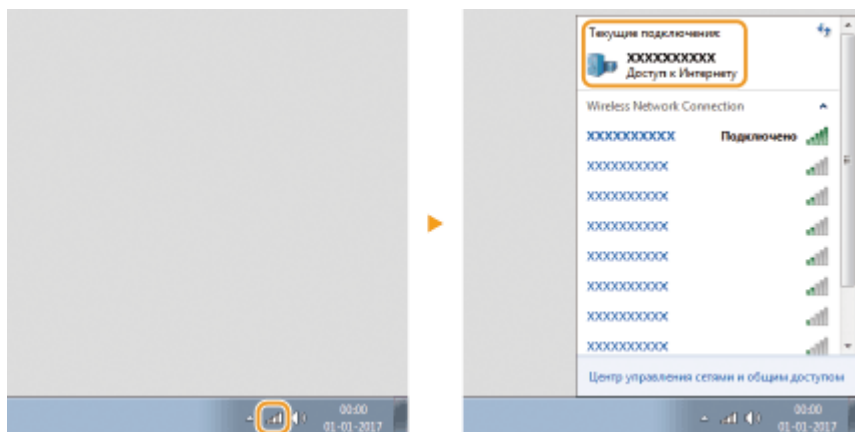 00:00
01-01-2017
Текущие подключения:
XXXXXXXXXX
Доступ к Интернету
Wireless Network Connection
XXXXXXXXXX Подключено
XXXXXXXXXX
XXXXXXXXXX
XXXXXXXXXX
XXXXXXXXXX
XXXXXXXXXX
XXXXXXXXXX
XXXXXXXXXX
Центр управления сетями и общим доступом
00:00
01-01-2017